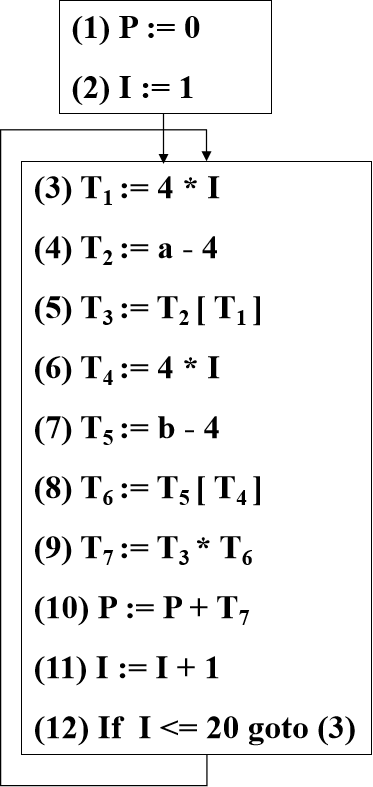 (1) P := 0
(2) I := 1
(3) T₁ := 4 * I
(4) T₂ := a - 4
(5) T₃ := T₂ [ T₁ ]
(6) T₄ := 4 * I
(7) T₅ := b - 4
(8) T₆ := T₅ [ T₄ ]
(9) T₇ := T₃ * T₆
(10) P := P + T₇
(11) I := I + 1
(12) If I <= 20 goto (3)